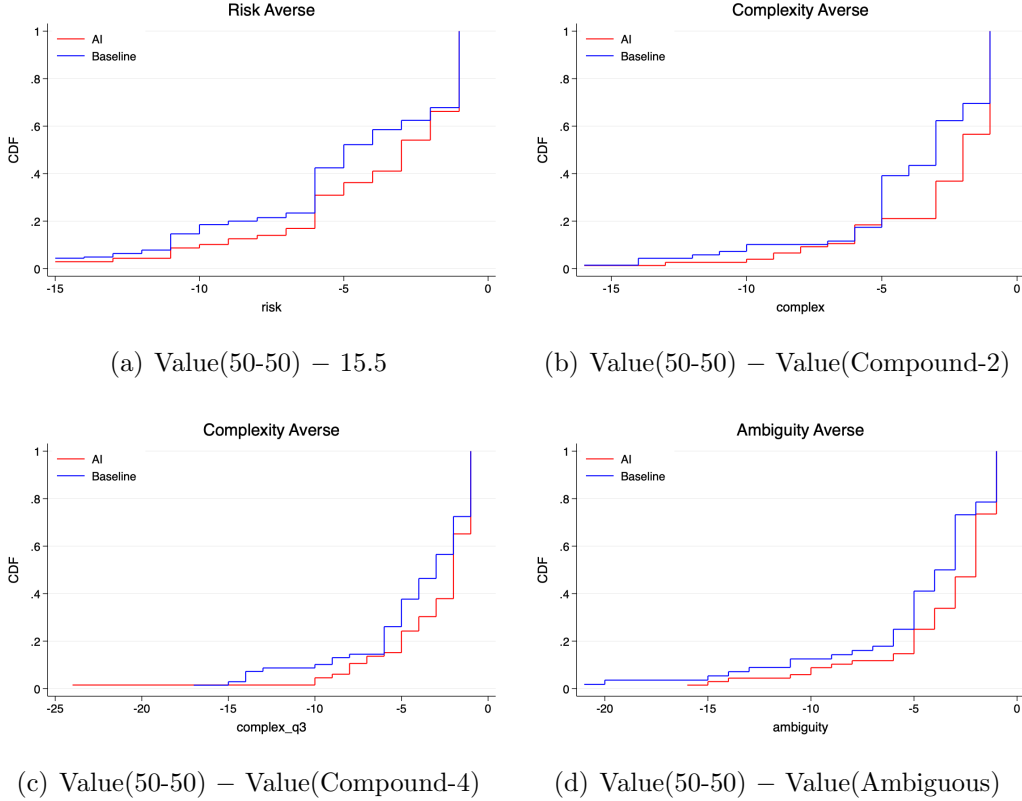 Risk Averse
AI
Baseline
1
.8
.6
.4
.2
0
CDF
-15
-10
-5
0
risk
(a) Value(50-50) − 15.5
Complexity Averse
AI
Baseline
1
.8
.6
.4
.2
0
CDF
-15
-10
-5
0
complex
(b) Value(50-50) − Value(Compound-2)
Complexity Averse
AI
Baseline
1
.8
.6
.4
.2
0
CDF
-25
-20
-15
-10
-5
0
complex_q3
(c) Value(50-50) − Value(Compound-4)
Ambiguity Averse
AI
Baseline
1
.8
.6
.4
.2
0
CDF
-20
-15
-10
-5
0
ambiguity
(d) Value(50-50) − Value(Ambiguous)